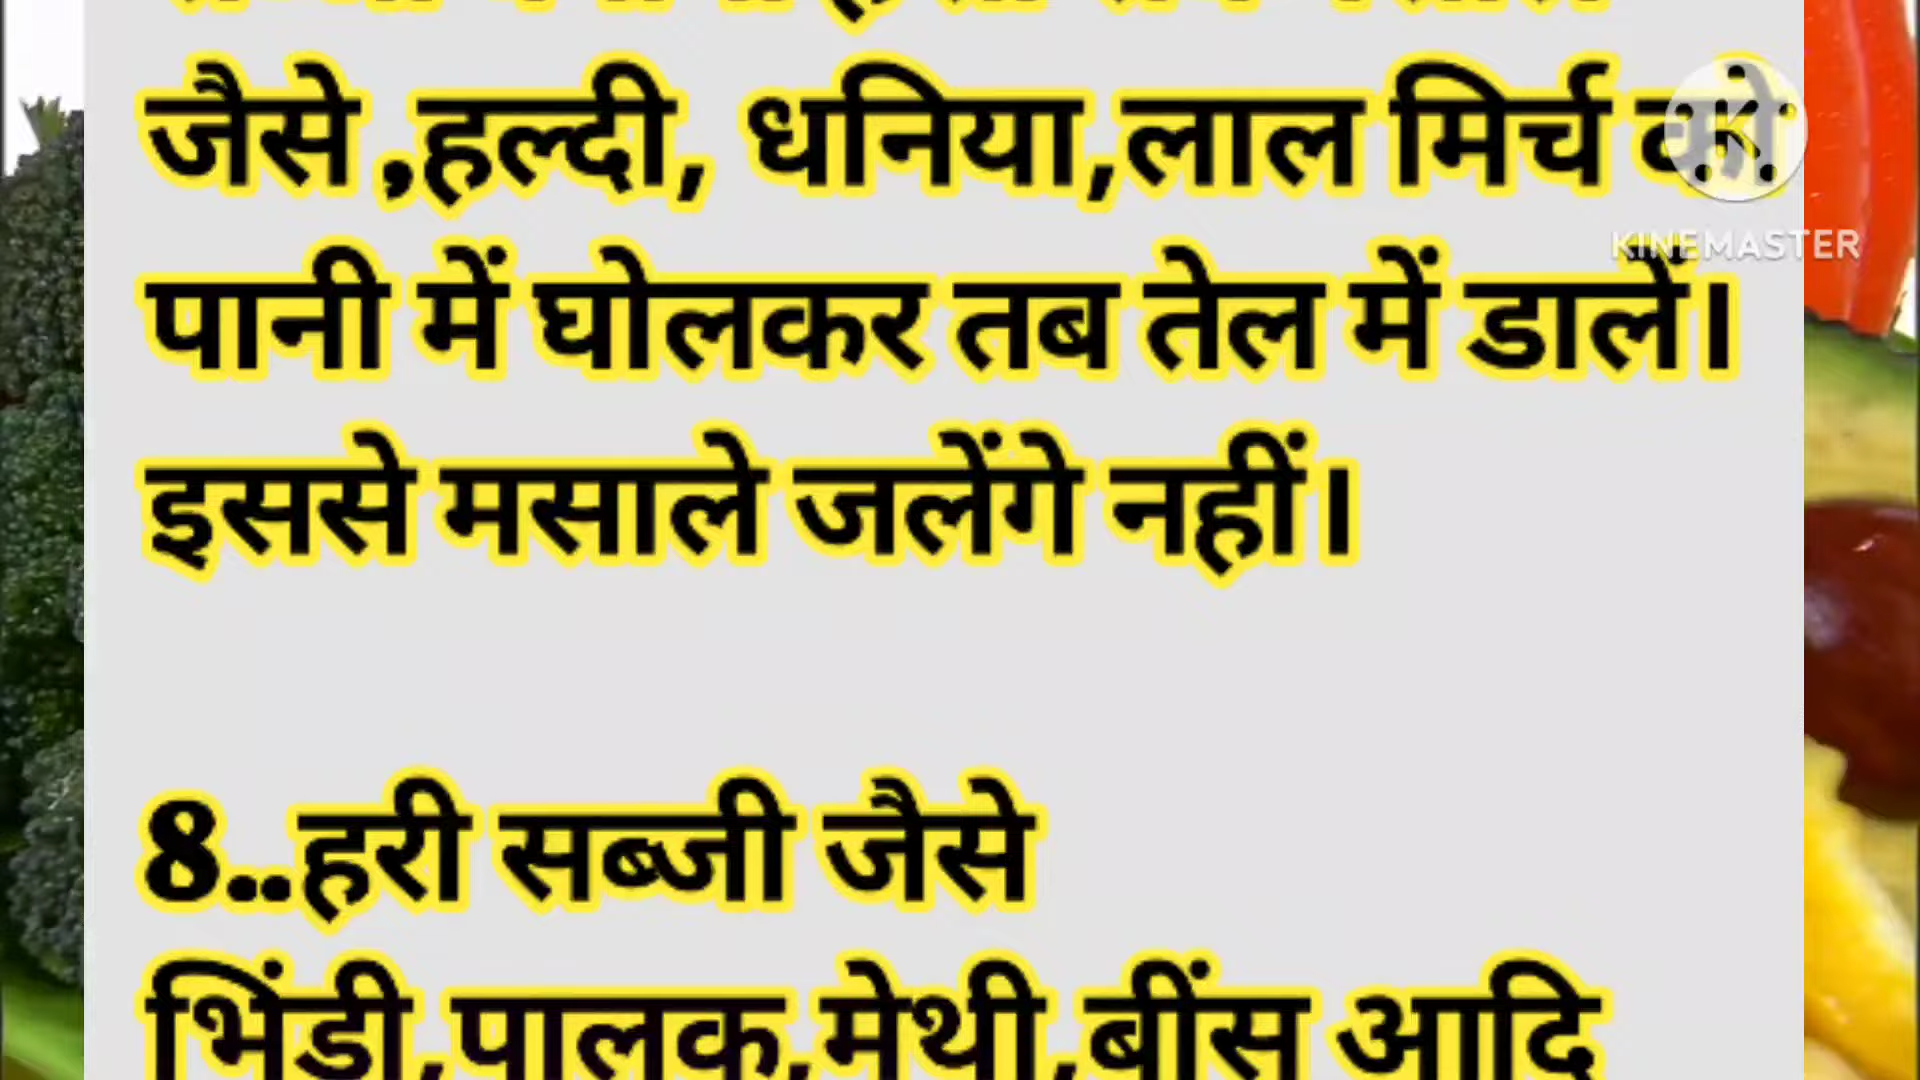 जैसे ,हल्दी, धनिया,लाल मिर्च को
पानी में घोलकर तब तेल में डालें।
इससे मसाले जलेंगे नहीं।
8..हरी सब्जी जैसे
भिंडी,पालक,मेथी,बींस आदि
KINEMASTER